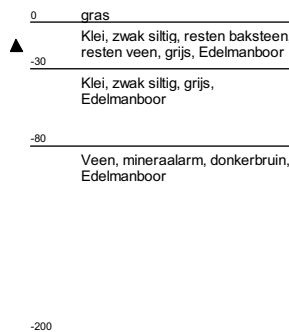 0 gras
Klei, zwak siltig, resten baksteen
resten veen, grijs, Edelmanboor
-30
Klei, zwak siltig, grijs,
Edelmanboor
-80
Veen, mineraalarm, donkerbruin,
Edelmanboor
-200